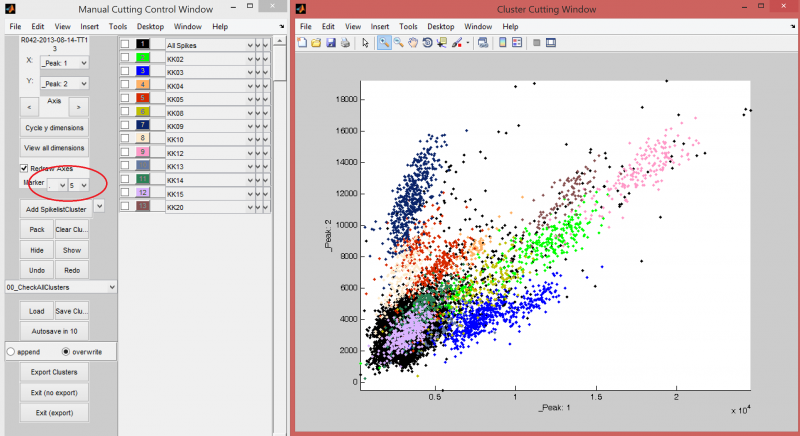 Manual Cutting Control Window
File Edit View Insert Tools Desktop Window Help
R042-2013-08-14-TT1
3
X: _Peak: 1
Y: _Peak: 2
< Axis >
Cycle y dimensions
View all dimensions
Redraw Axes
Marker . 5
Add SpikelistCluster
Pack Clear Clu...
Hide Show
Undo Redo
00_CheckAllClusters
Load Save Clu...
Autosave in 10
append overwrite
Export Clusters
Exit (no export)
Exit (export)
1 All Spikes
2 KK02
3 KK03
4 KK04
5 KK05
6 KK08
7 KK09
8 KK10
9 KK12
KK13
11 KK14
12 KK15
13 KK20
Cluster Cutting Window
File Edit View Insert Tools Desktop Window Help
18000
16000
14000
12000
10000
8000
6000
4000
2000
0
_Peak: 2
0.5 1 1.5 2
x 10⁴
_Peak: 1